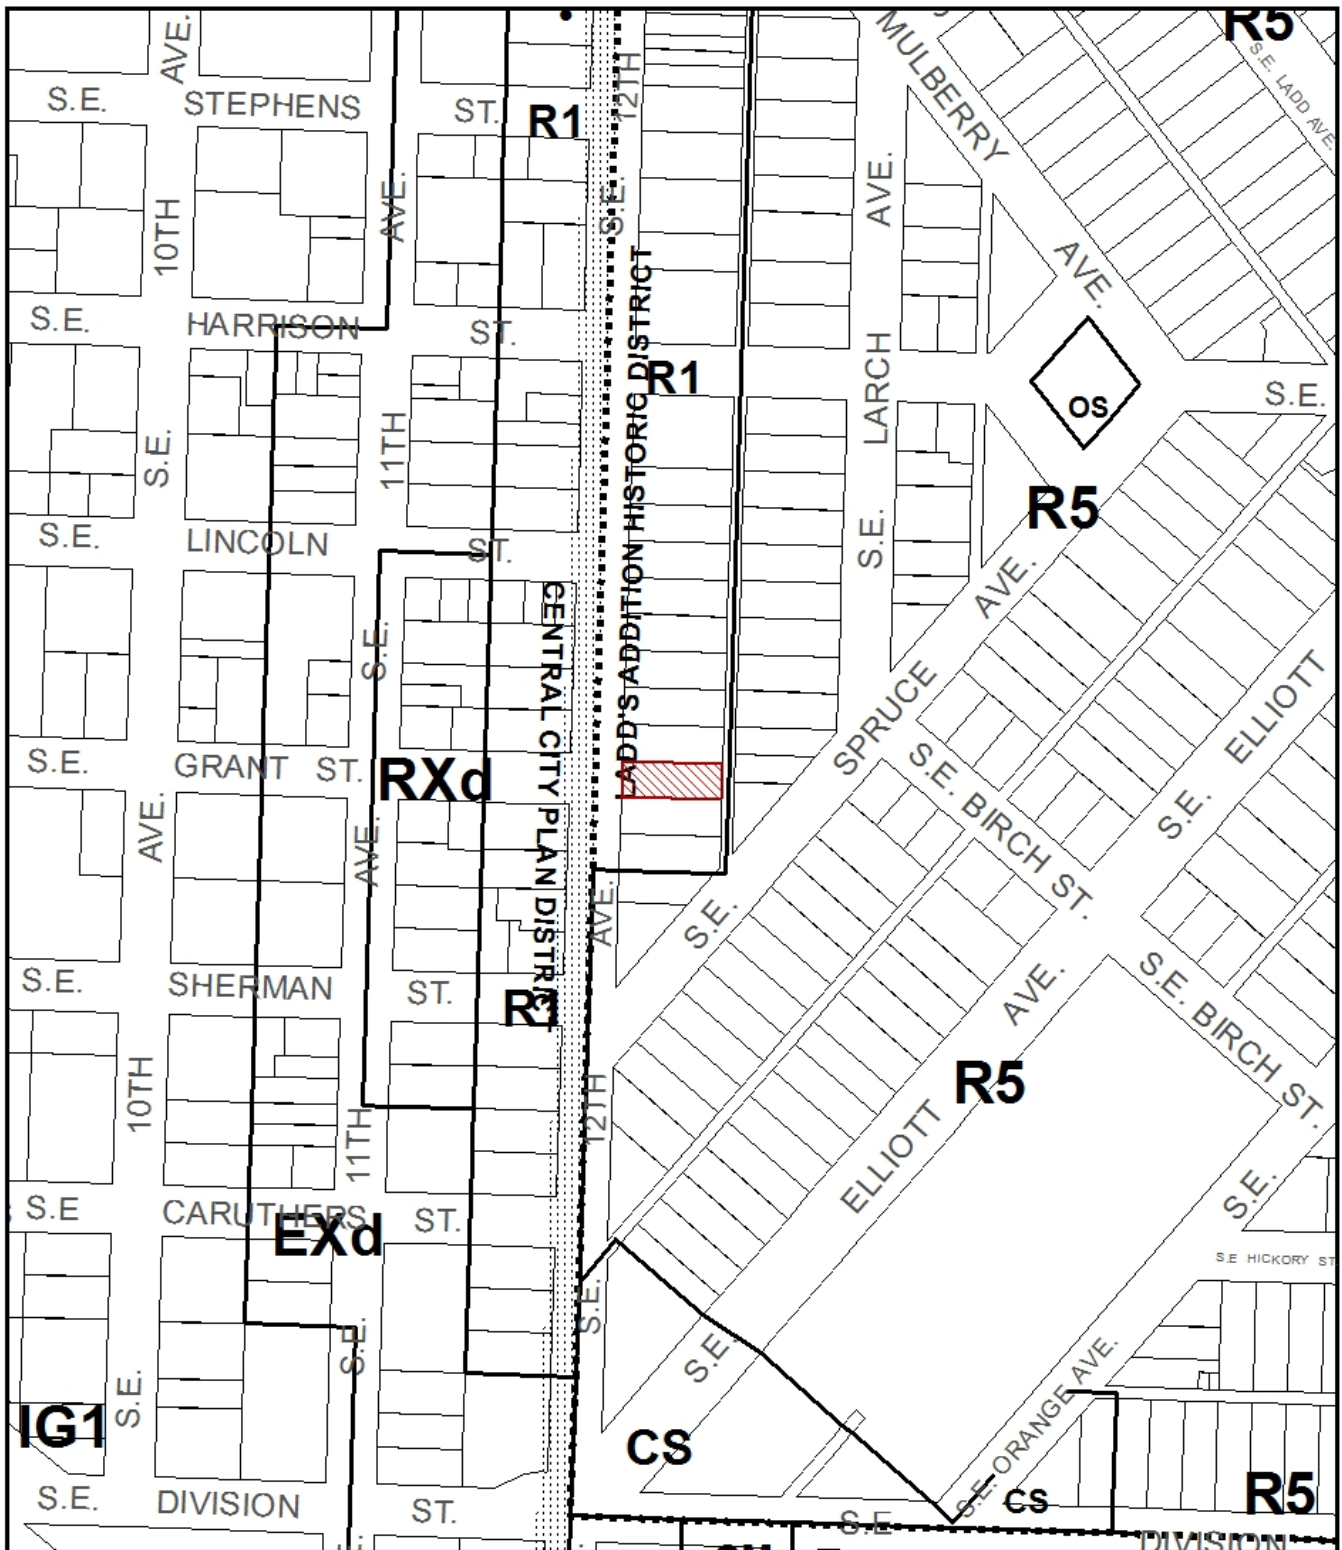 R5
AVE.
MULBERRY
S.E. LADD AVE.
S.E.
STEPHENS
ST.
R1
12TH
AVE.
AVE.
S.E.
10TH
AVE.
S.E.
HARRISON
ST.
LADD'S ADDITION HISTORIC DISTRICT
R1
LARCH
OS
S.E.
S.E.
11TH
R5
S.E.
LINCOLN
ST.
S.E.
AVE.
CENTRAL CITY PLAN DISTRICT
S.E.
SPRUCE
ELLIOTT
S.E.
GRANT
ST.
RXd
S.E. BIRCH ST.
S.E.
AVE.
AVE.
AVE.
S.E.
S.E.
SHERMAN
ST.
R1
AVE.
S.E. BIRCH ST.
R5
10TH
12TH
11TH
ELLIOTT
S.E
CARUTHERS
ST.
EXd
S.E.
S.E HICKORY ST
S.E.
S.E.
S.E.
S.E.
IG1
CS
S.E. ORANGE AVE.
S.E.
DIVISION
ST.
CS
R5
S.E
DIVISION